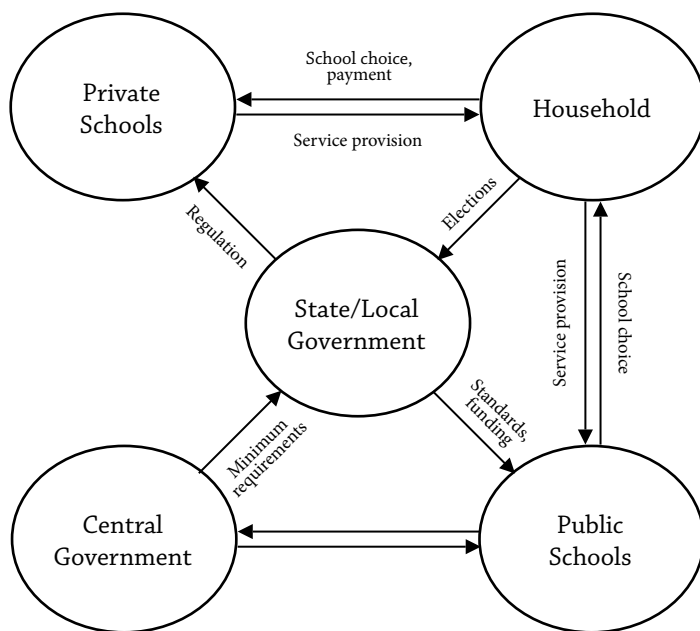 School choice,
payment
Private
Schools
Household
Service provision
Elections
Regulation
State/Local
Government
Service provision
School choice
Standards,
funding
Minimum
requirements
Central
Government
Public
Schools